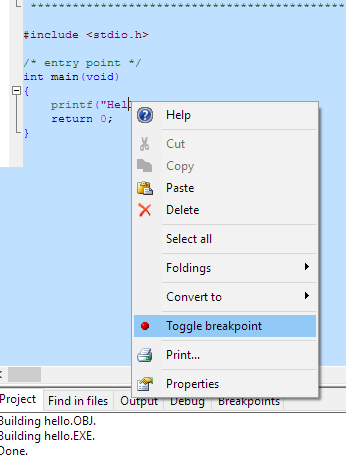 ************************************************
#include <stdio.h>
/* entry point */
int main(void)
{
printf("Hel
return 0;
}
Help
Cut
Copy
Paste
Delete
Select all
Foldings
Convert to
Toggle breakpoint
Print...
Properties
Project Find in files Output Debug Breakpoints
Building hello.OBJ.
Building hello.EXE.
Done.